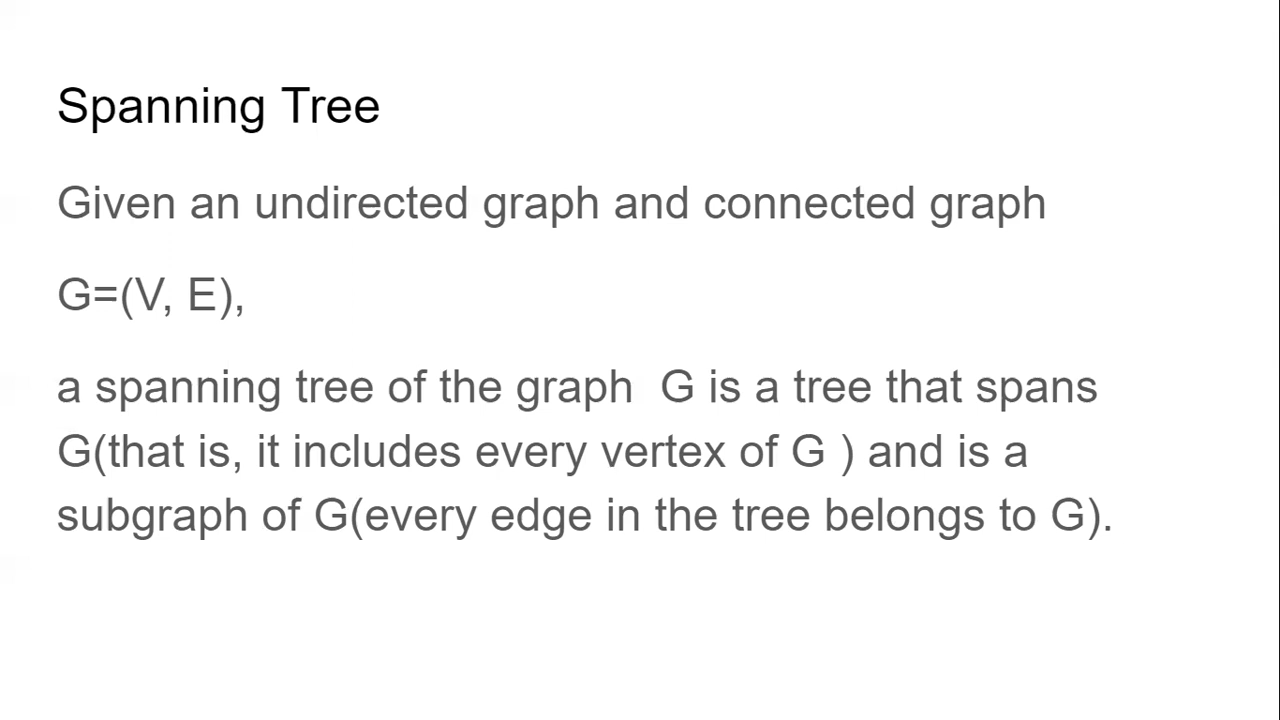 Spanning Tree
Given an undirected graph and connected graph
G=(V, E),
a spanning tree of the graph  G is a tree that spans
G(that is, it includes every vertex of G ) and is a
subgraph of G(every edge in the tree belongs to G).